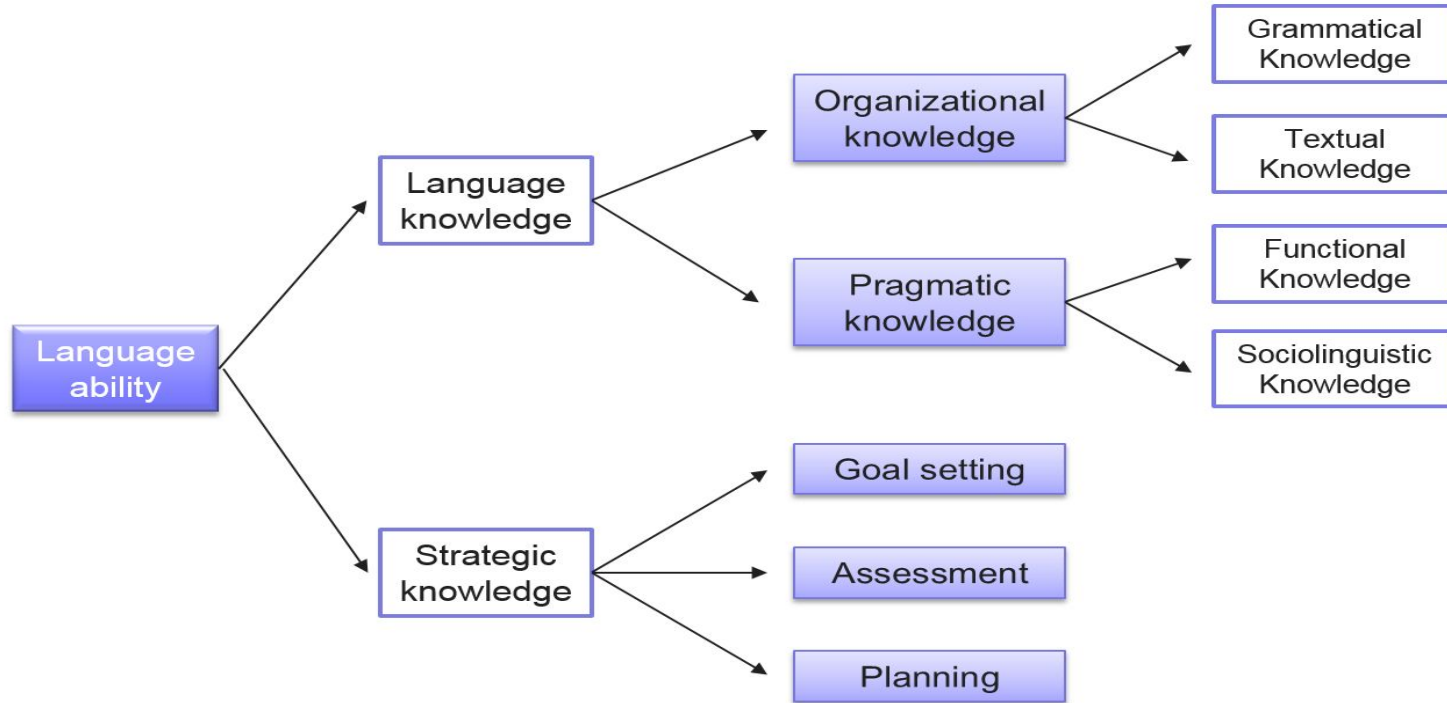 Language
ability
Language
knowledge
Strategic
knowledge
Organizational
knowledge
Pragmatic
knowledge
Goal setting
Assessment
Planning
Grammatical
Knowledge
Textual
Knowledge
Functional
Knowledge
Sociolinguistic
Knowledge